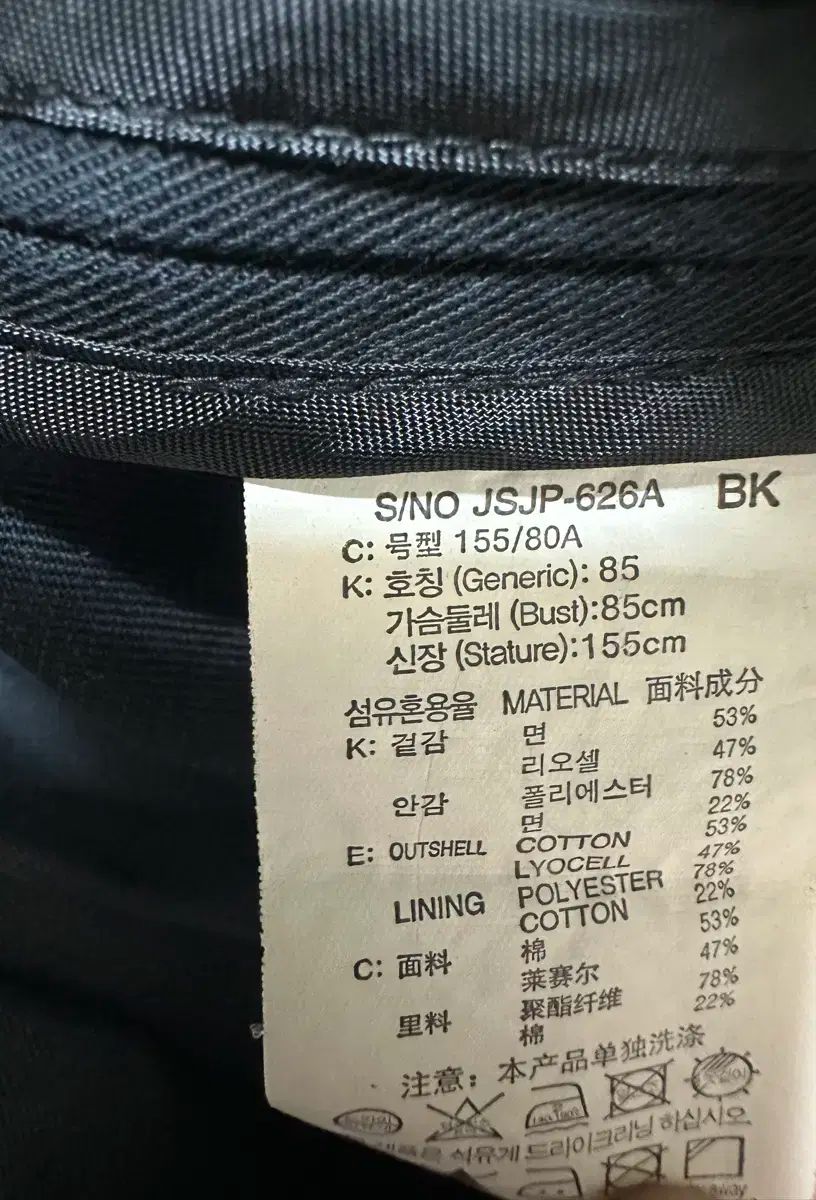 S/NO JSJP-626A BK
C: 号型 155/80A
K: 호칭 (Generic): 85
가슴둘레 (Bust):85cm
신장 (Stature):155cm
섬유혼용율 MATERIAL 面料成分
K: 겉감 면 53%
리오셀 47%
안감 폴리에스터 78%
면 22%
E: OUTSHELL COTTON 53%
LYOCELL 47%
LINING POLYESTER 78%
COTTON 22%
C: 面料 棉 53%
莱赛尔 47%
里料 聚酯纤维 78%
棉 22%
注意: 本产品单独洗涤
석유계 드라이크리닝 하십시오